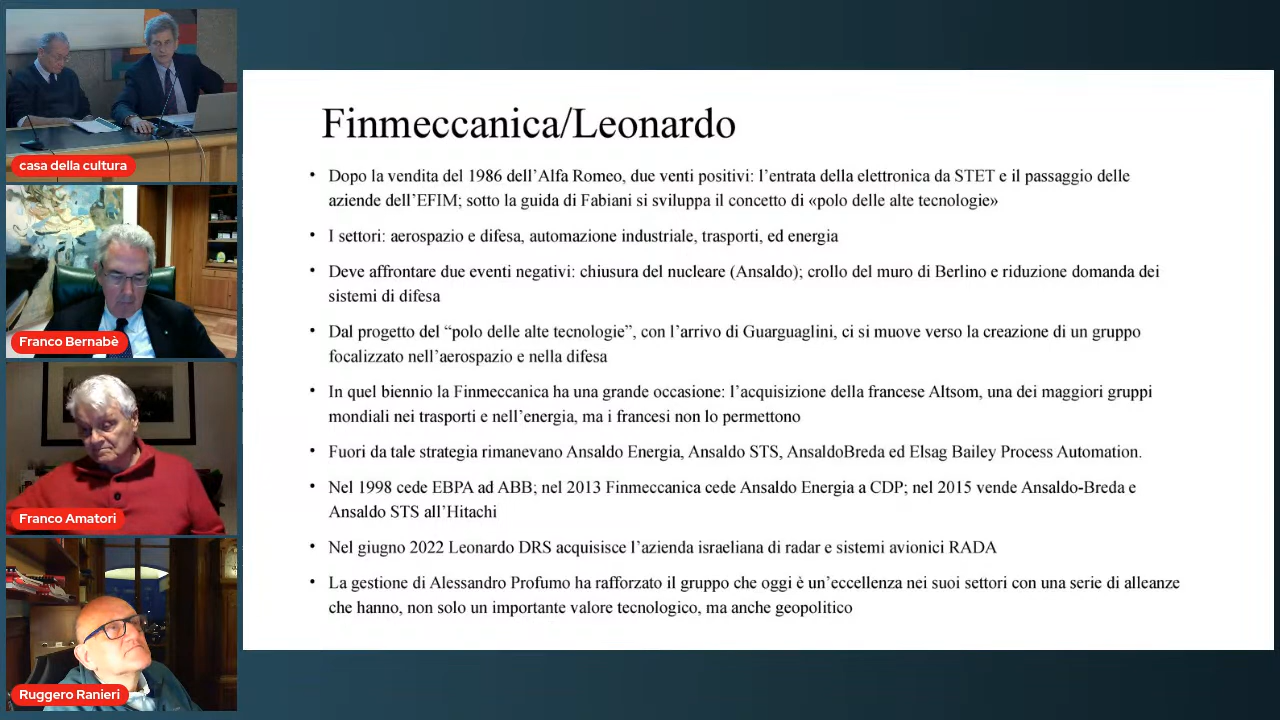 casa della cultura
Franco Bernabè
Franco Amatori
Ruggero Ranieri
Finmeccanica/Leonardo
• Dopo la vendita del 1986 dell’Alfa Romeo, due venti positivi: l’entrata della elettronica da STET e il passaggio delle
aziende dell’EFIM; sotto la guida di Fabiani si sviluppa il concetto di «polo delle alte tecnologie»
• I settori: aerospazio e difesa, automazione industriale, trasporti, ed energia
• Deve affrontare due eventi negativi: chiusura del nucleare (Ansaldo); crollo del muro di Berlino e riduzione domanda dei
sistemi di difesa
• Dal progetto del “polo delle alte tecnologie”, con l’arrivo di Guarguaglini, ci si muove verso la creazione di un gruppo
focalizzato nell’aerospazio e nella difesa
• In quel biennio la Finmeccanica ha una grande occasione: l’acquisizione della francese Altsom, una dei maggiori gruppi
mondiali nei trasporti e nell’energia, ma i francesi non lo permettono
• Fuori da tale strategia rimanevano Ansaldo Energia, Ansaldo STS, AnsaldoBreda ed Elsag Bailey Process Automation.
• Nel 1998 cede EBPA ad ABB; nel 2013 Finmeccanica cede Ansaldo Energia a CDP; nel 2015 vende Ansaldo-Breda e
Ansaldo STS all’Hitachi
• Nel giugno 2022 Leonardo DRS acquisisce l’azienda israeliana di radar e sistemi avionici RADA
• La gestione di Alessandro Profumo ha rafforzato il gruppo che oggi è un’eccellenza nei suoi settori con una serie di alleanze
che hanno, non solo un importante valore tecnologico, ma anche geopolitico